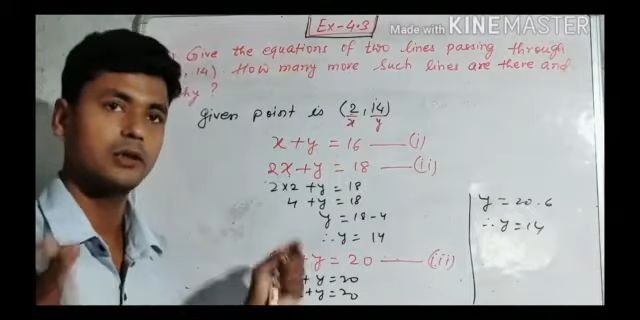 Ex-4.3
Made with KINEMASTER
Give the equations of two lines passing through
, 14). How many more such lines are there and
hy?
given point is (2, 14)
x y
x + y = 16 —— (i)
2x + y = 18 —— (ii)
2×2 + y = 18
4 + y = 18
y = 18 - 4
∴ y = 14
+ y = 20 —— (iii)
+ y = 20
+ y = 20
y = 20 - 6
∴ y = 14